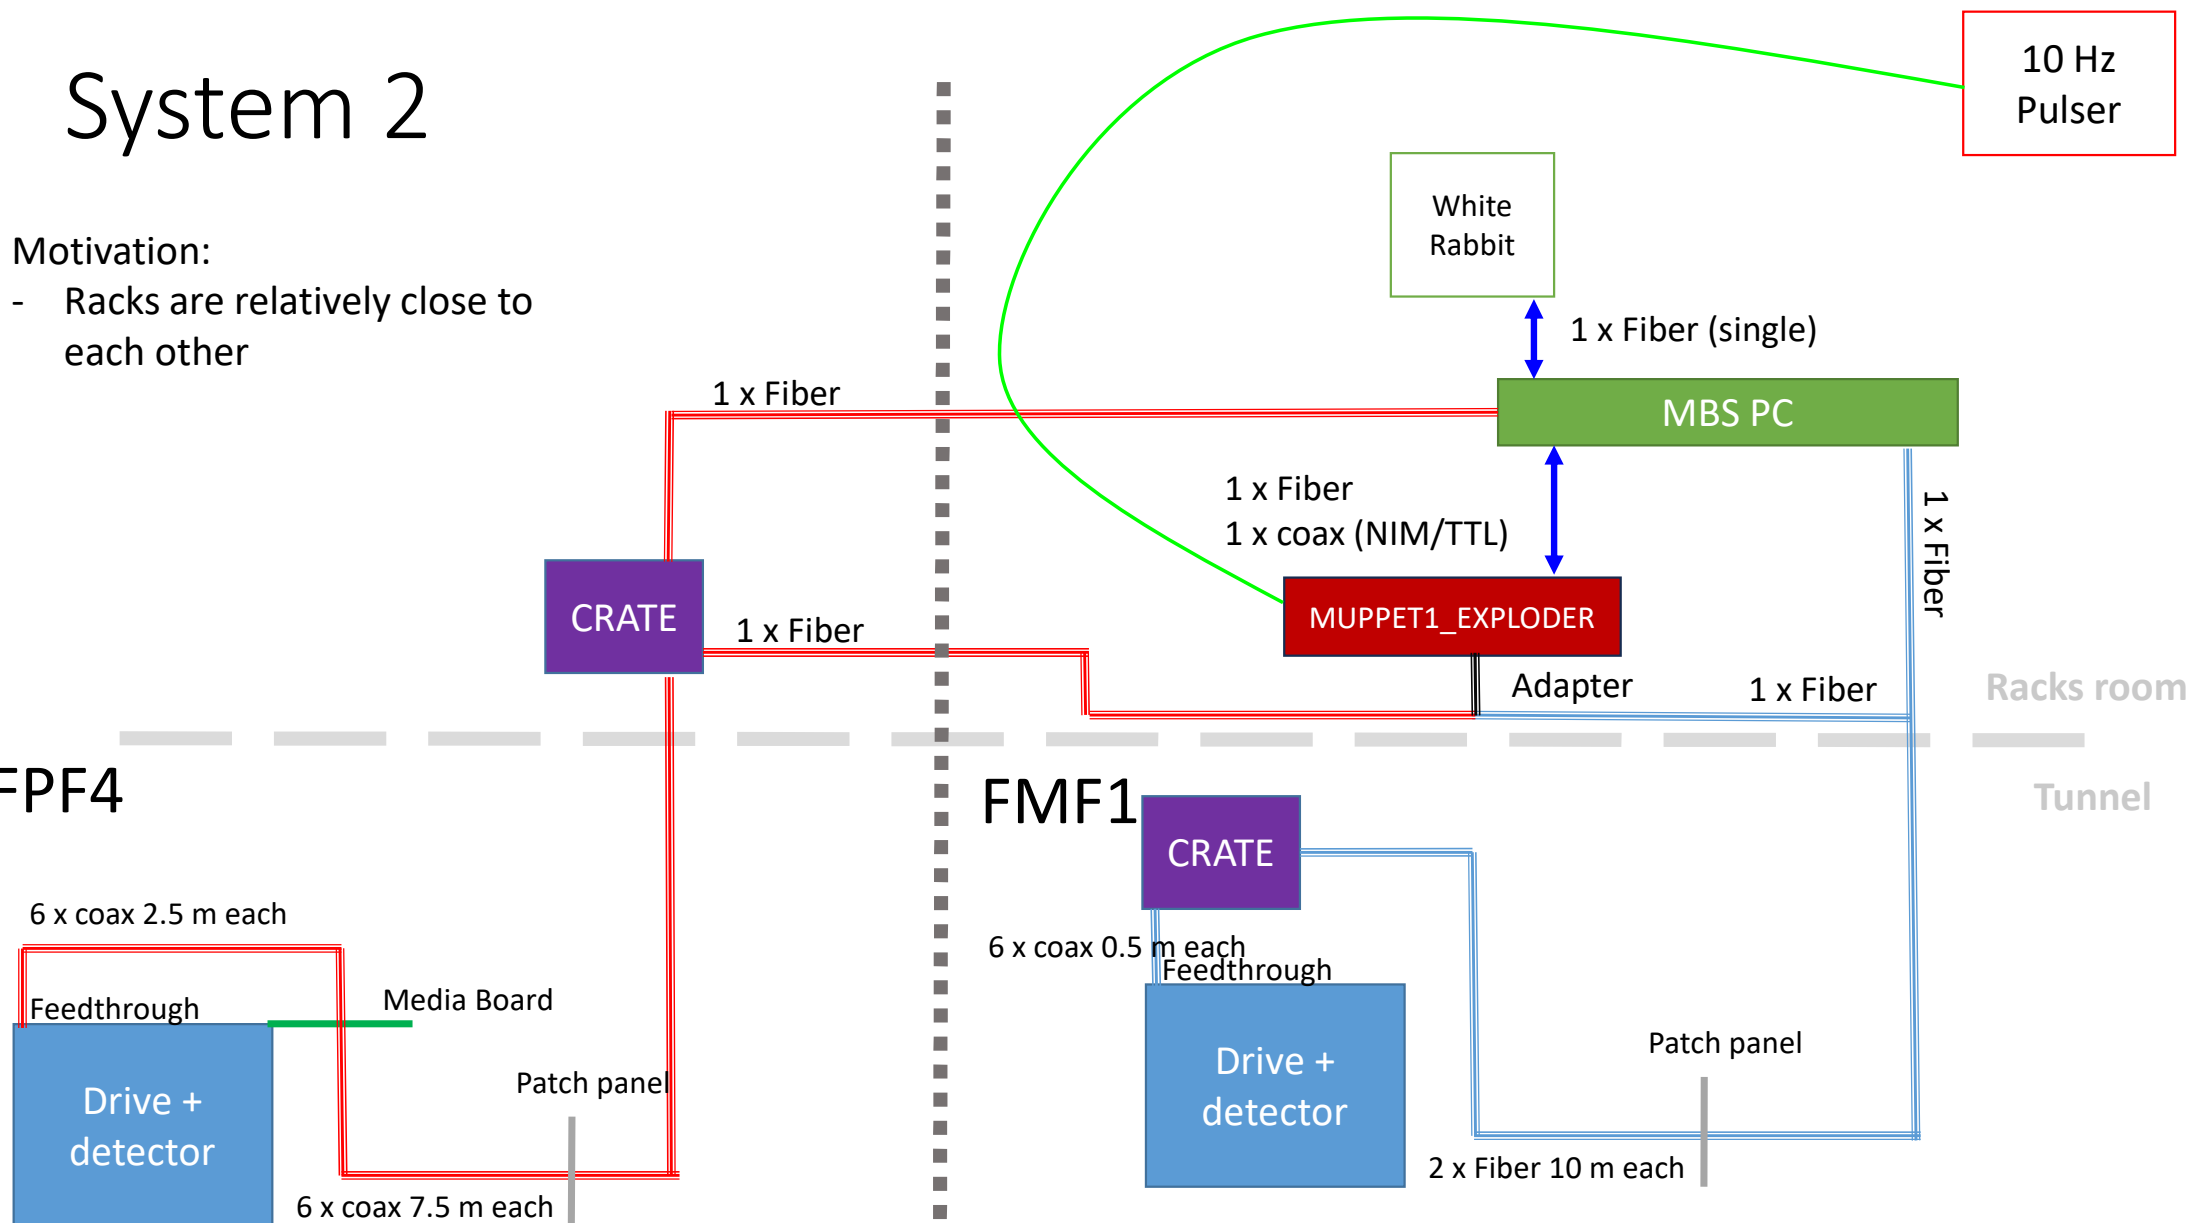 System 2
10 Hz
Pulser
White
Rabbit
Motivation:
- Racks are relatively close to
each other
1 x Fiber (single)
1 x Fiber
MBS PC
1 x Fiber
1 x coax (NIM/TTL)
1 x Fiber
CRATE
1 x Fiber
MUPPET1_EXPLODER
Adapter
1 x Fiber
Racks room
FPF4
FMF1
Tunnel
CRATE
6 x coax 2.5 m each
6 x coax 0.5 m each
Feedthrough
Feedthrough
Media Board
Drive +
detector
Patch panel
Drive +
detector
Patch panel
2 x Fiber 10 m each
6 x coax 7.5 m each